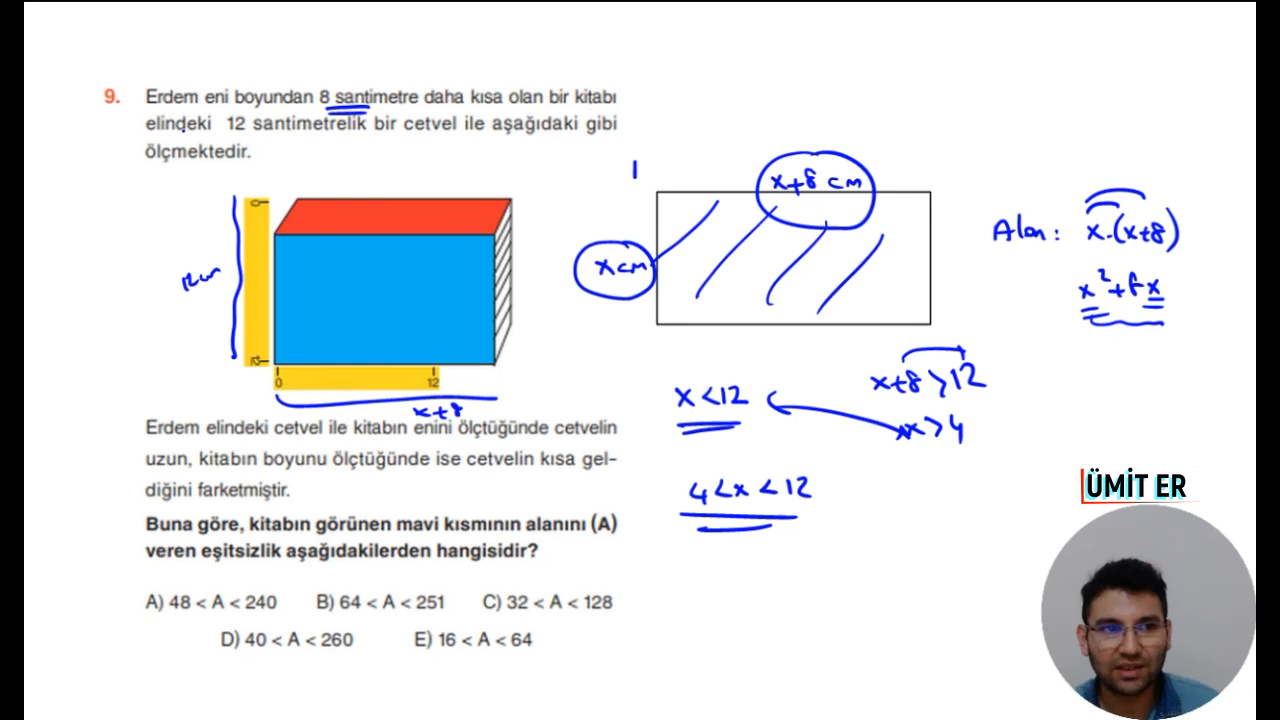 9. Erdem eni boyundan 8 santimetre daha kısa olan bir kitabı
elindeki 12 santimetrelik bir cetvel ile aşağıdaki gibi
ölçmektedir.
0
12
12cm
0 12
x+8
x+8 cm
x cm
Alan: x.(x+8)
x²+8x
x+8>12
x<12
x>4
4<x<12
Erdem elindeki cetvel ile kitabın enini ölçtüğünde cetvelin
uzun, kitabın boyunu ölçtüğünde ise cetvelin kısa gel-
diğini farketmiştir.
Buna göre, kitabın görünen mavi kısmının alanını (A)
veren eşitsizlik aşağıdakilerden hangisidir?
A) 48 < A < 240 B) 64 < A < 251 C) 32 < A < 128
D) 40 < A < 260 E) 16 < A < 64
ÜMİT ER